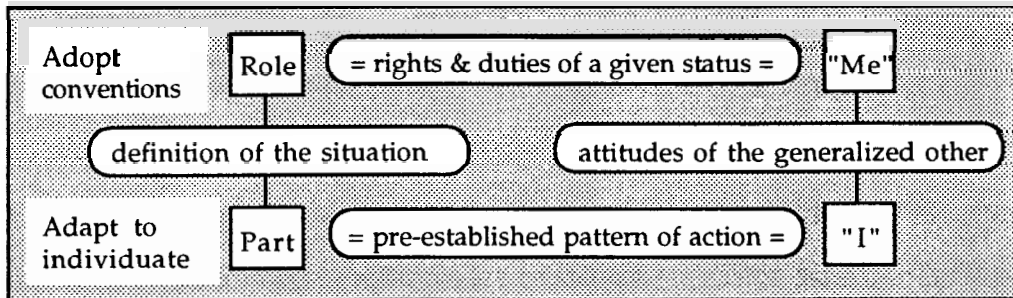 Adopt
conventions
Role
= rights & duties of a given status =
"Me"
definition of the situation
attitudes of the generalized other
Adapt to
individuate
Part
= pre-established pattern of action =
"I"